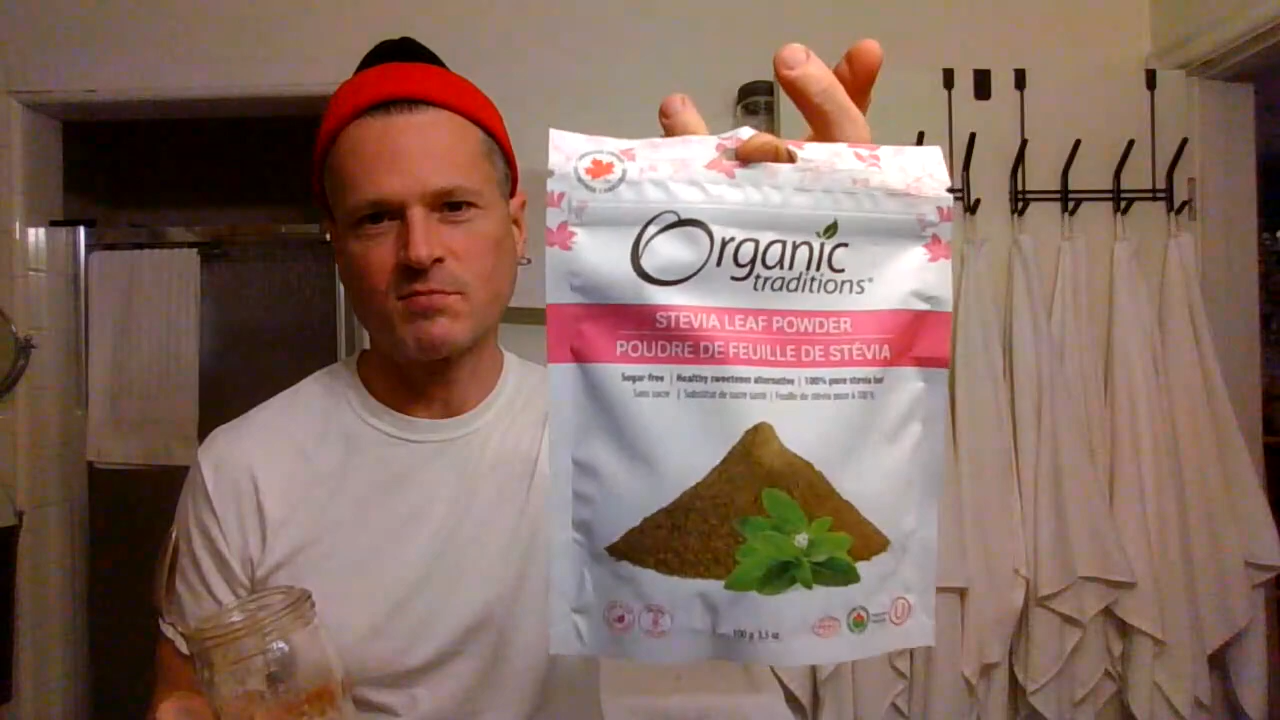 Organic
traditions®
STEVIA LEAF POWDER
POUDRE DE FEUILLE DE STÉVIA
Sugar-free | Healthy sweetener alternative | 100% pure stevia leaf
Sans sucre | Substitut de sucre santé | Feuille de stévia pure à 100%
100 g 3.5 oz
U